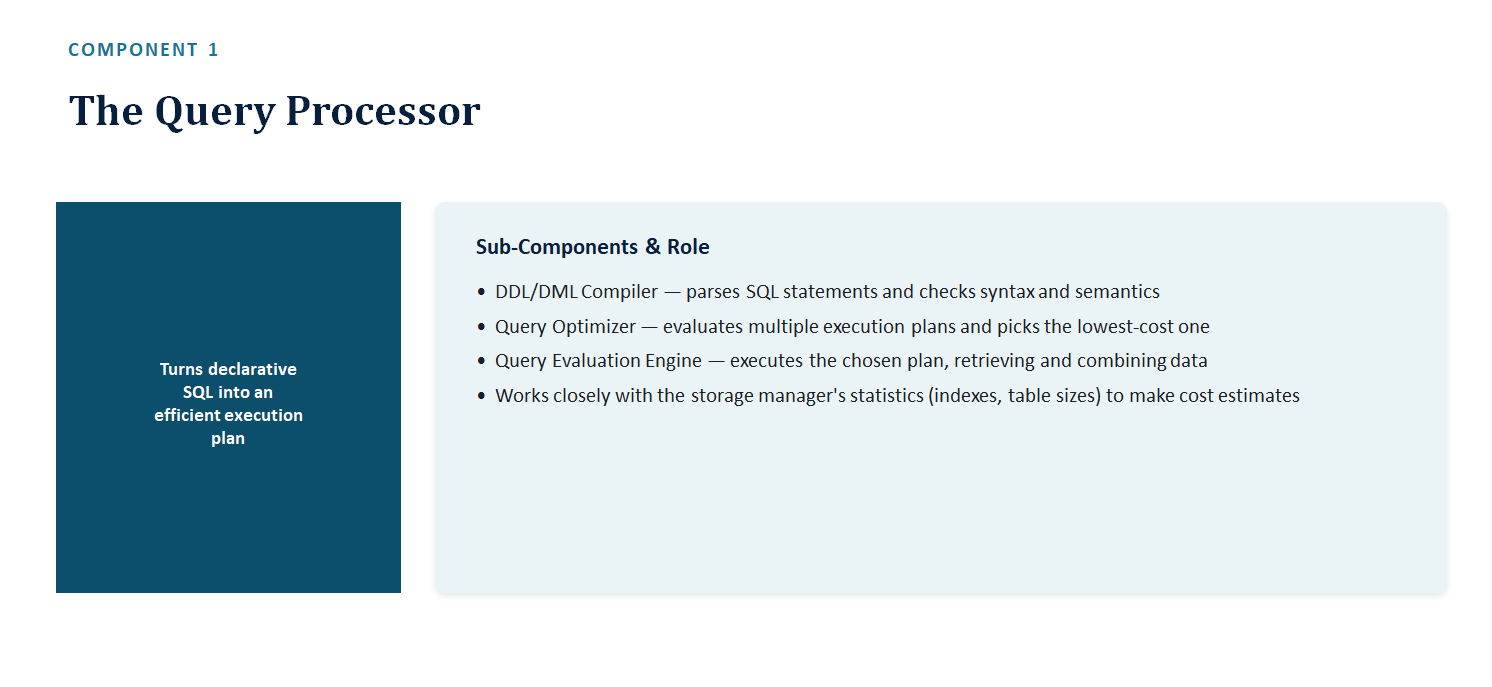 COMPONENT 1
The Query Processor
Turns declarative
SQL into an
efficient execution
plan
Sub-Components & Role
• DDL/DML Compiler — parses SQL statements and checks syntax and semantics
• Query Optimizer — evaluates multiple execution plans and picks the lowest-cost one
• Query Evaluation Engine — executes the chosen plan, retrieving and combining data
• Works closely with the storage manager's statistics (indexes, table sizes) to make cost estimates